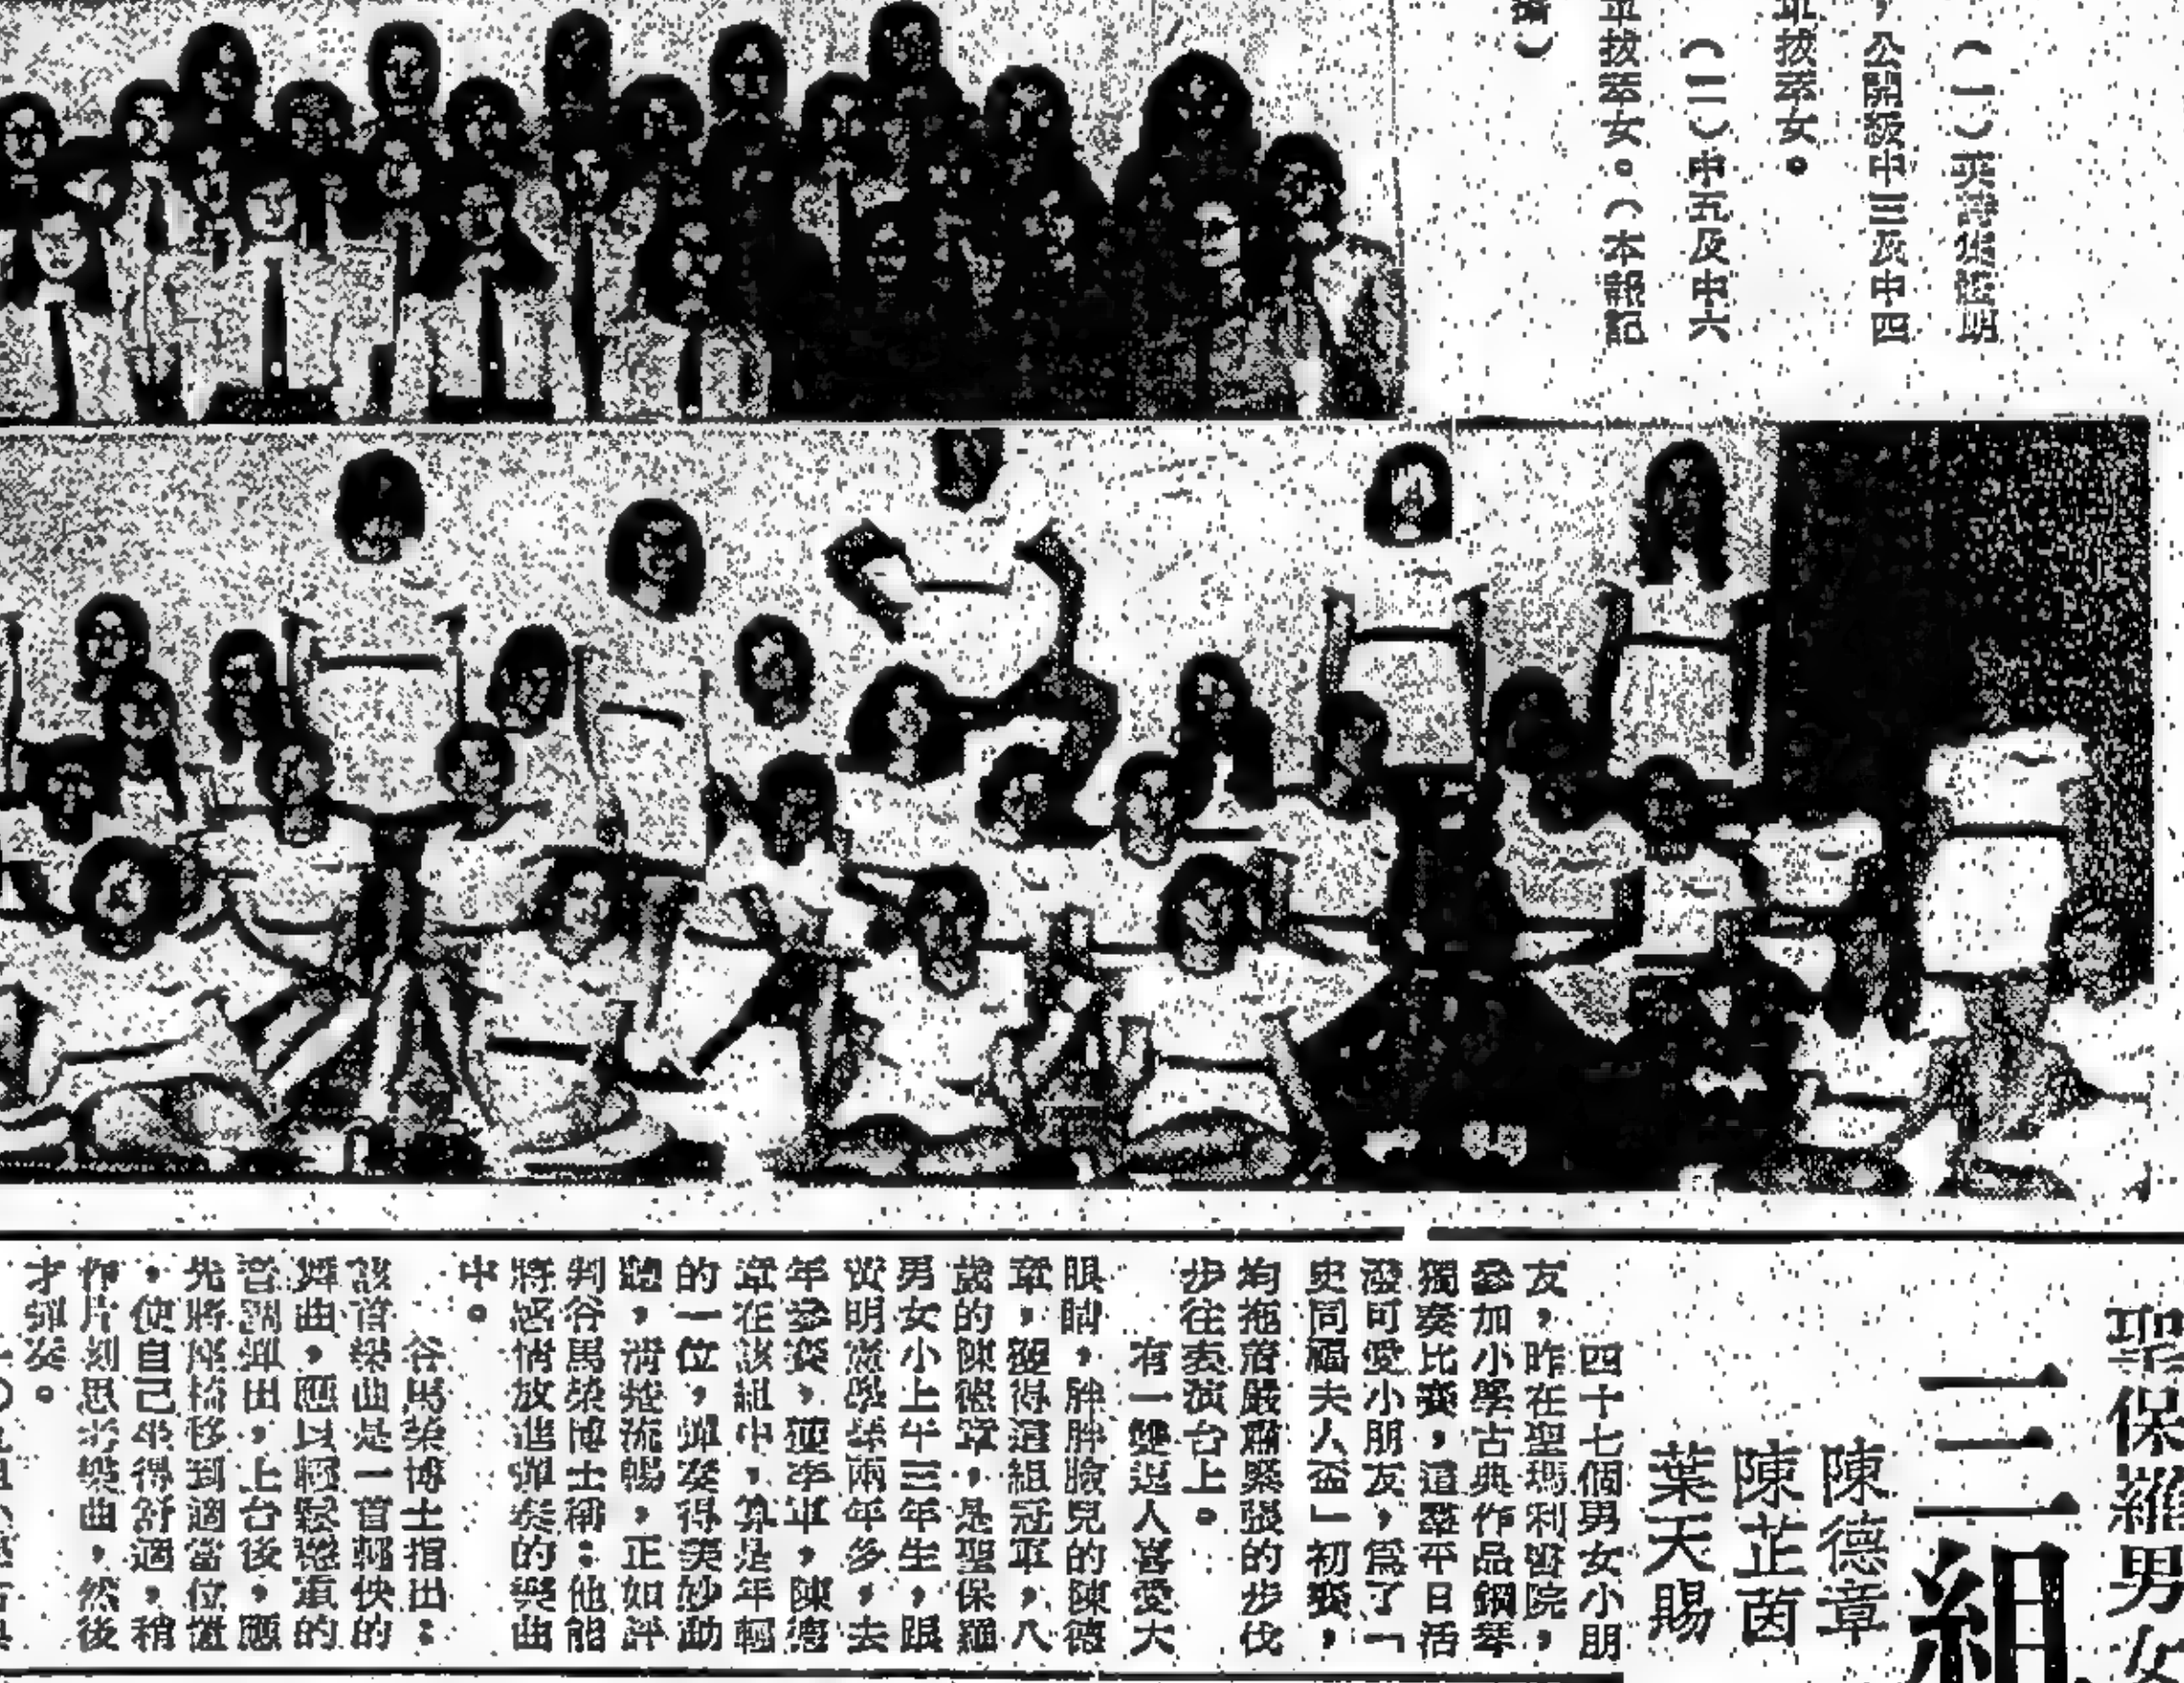 (一)英詩集體朗
,公開級中三及中四
拔萃女。
(二)中五及中六
拔萃女。(本報記
聖保羅男女
三組
陳德章
陳芷茵
葉天賜
四十七個男女小朋
友,昨在聖瑪利書院,
參加小學古典作品鋼琴
獨奏比賽,這羣平日活
潑可愛小朋友,爲了「
史同福夫人盃」初賽,
均拖着嚴肅緊張的步伐
步往表演台上。
有一雙逗人喜愛大
眼睛,胖胖臉兒的陳德
章,獲得這組冠軍,八
歲的陳德章,是聖保羅
男女小上午三年生,跟
黃明嵩學琴兩年多,去
年參賽,獲季軍,陳德
章在該組中,算是年輕
的一位,彈奏得美妙動
聽,清楚流暢,正如評
判谷馬榮博士稱:他能
將感情放進彈奏的樂曲
中。
谷馬榮博士指出:
該首樂曲是一首輕快的
舞曲,應以輕鬆穩重的
音調彈出,上台後,應
先將座椅移到適當位置
,使自己坐得舒適,稍
作片刻思考樂曲,然後
才彈奏。